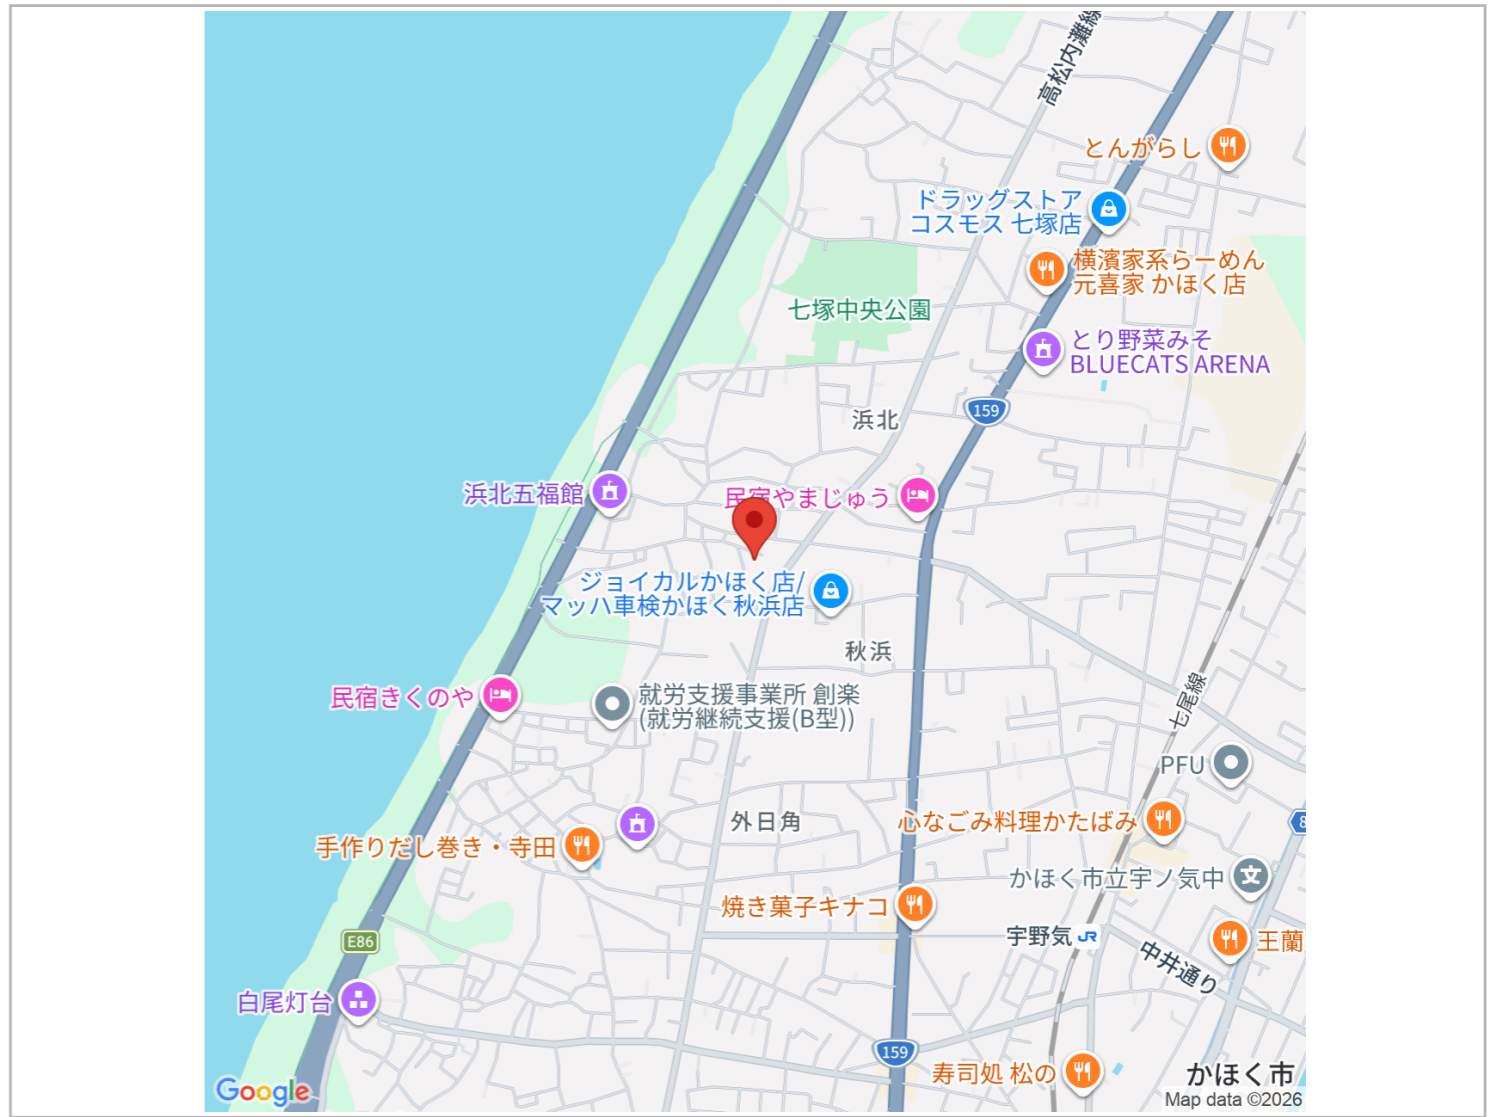 高松内灘線
とんがらし
ドラッグストア
コスモス 七塚店
横濱家系らーめん
元喜家 かほく店
七塚中央公園
とり野菜みそ
BLUECATS ARENA
159
浜北
浜北五福館
民宿やまじゅう
ジョイカルかほく店/
マッハ車検かほく秋浜店
秋浜
民宿きくのや
就労支援事業所 創楽
(就労継続支援(B型))
七尾線
PFU
外日角
心なごみ料理かたばみ
8
手作りだし巻き・寺田
かほく市立宇ノ気中
文
焼き菓子キナコ
宇野気 JR
王蘭
E86
中井通り
白尾灯台
159
寿司処 松の
かほく市
Google
Map data ©2026